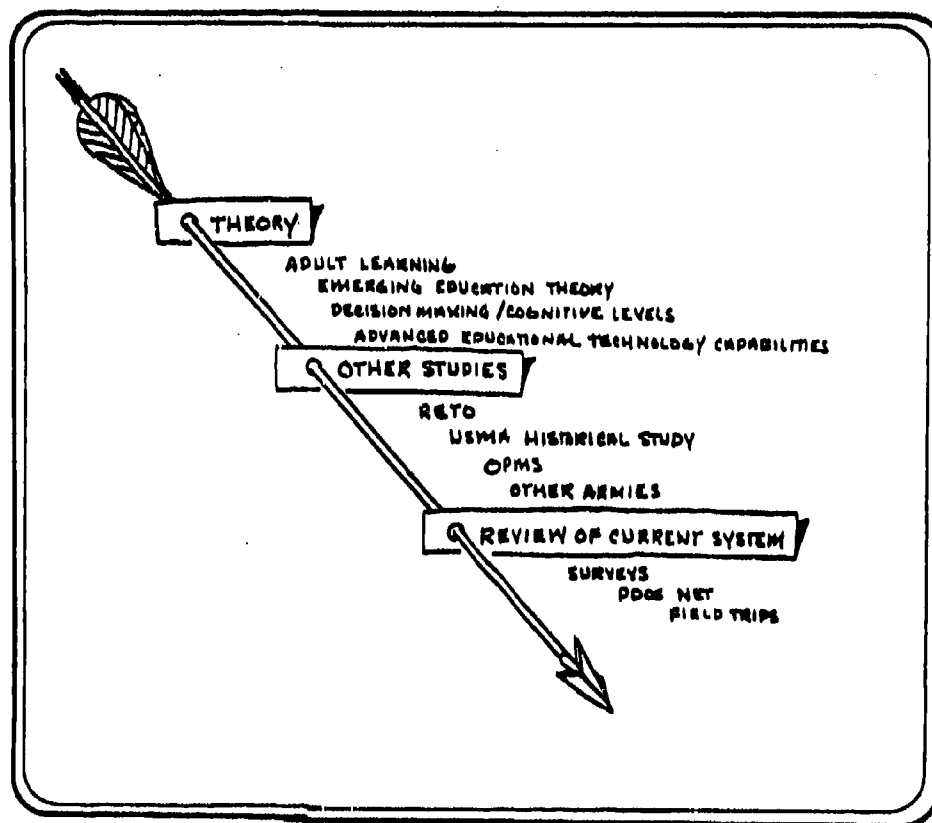 THEORY
ADULT LEARNING
EMERGING EDUCATION THEORY
DECISION MAKING / COGNITIVE LEVELS
ADVANCED EDUCATIONAL TECHNOLOGY CAPABILITIES
OTHER STUDIES
RETO
USMA HISTORICAL STUDY
OPMS
OTHER ARMIES
REVIEW OF CURRENT SYSTEM
SURVEYS
PDOS NET
FIELD TRIPS